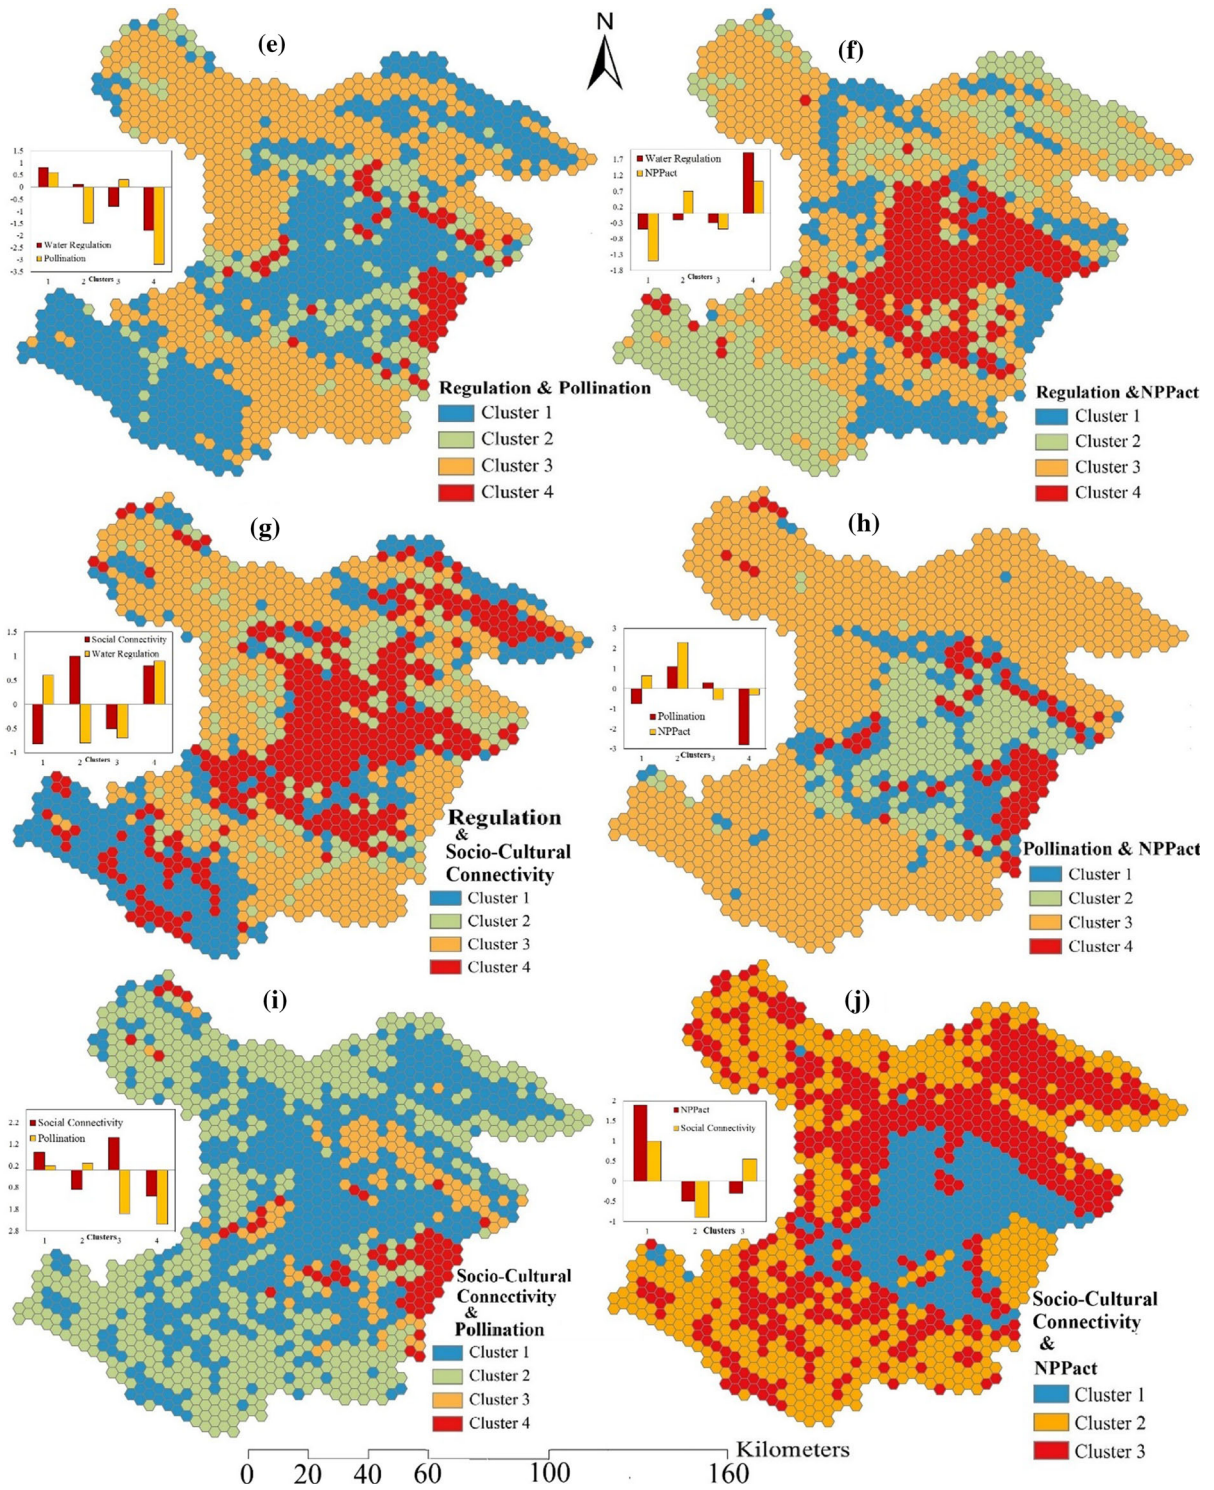 N
(e)
1.5
1
0.5
0
-0.5
-1
-1.5
-2
-2.5
-3
-3.5
Water Regulation
Pollination
Clusters
1 2 3 4
Regulation & Pollination
Cluster 1
Cluster 2
Cluster 3
Cluster 4
(f)
1.7
1.2
0.7
0.2
-0.3
-0.8
-1.3
-1.8
Water Regulation
NPPact
Clusters
1 2 3 4
Regulation &NPPact
Cluster 1
Cluster 2
Cluster 3
Cluster 4
(g)
1.5
1
0.5
0
-0.5
-1
Social Connectivity
Water Regulation
Clusters
1 2 3 4
Regulation
&
Socio-Cultural
Connectivity
Cluster 1
Cluster 2
Cluster 3
Cluster 4
(h)
3
2
1
0
-1
-2
-3
Pollination
NPPact
Clusters
1 2 3 4
Pollination & NPPact
Cluster 1
Cluster 2
Cluster 3
Cluster 4
(i)
2.2
1.2
0.2
0.8
1.8
2.8
Social Connectivity
Pollination
Clusters
1 2 3 4
Socio-Cultural
Connectivity
&
Pollination
Cluster 1
Cluster 2
Cluster 3
Cluster 4
(j)
2
1.5
1
0.5
0
-0.5
-1
NPPact
Social Connectivity
1 2 Clusters 3
Socio-Cultural
Connectivity
&
NPPact
Cluster 1
Cluster 2
Cluster 3
Kilometers
0 20 40 60 100 160